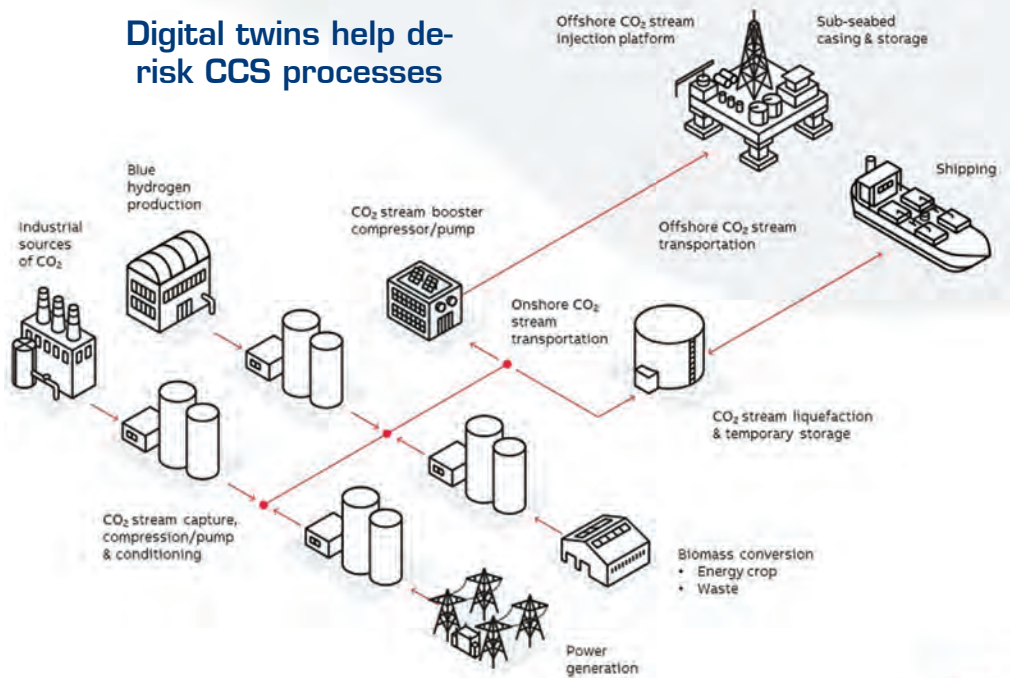 Digital twins help de-
risk CCS processes
Offshore CO₂ stream
injection platform
Sub-seabed
casing & storage
Shipping
Blue
hydrogen
production
CO₂ stream booster
compressor/pump
Offshore CO₂ stream
transportation
Industrial
sources
of CO₂
Onshore CO₂
stream
transportation
CO₂ stream liquefaction
& temporary storage
CO₂ stream capture,
compression/pump
& conditioning
Biomass conversion
• Energy crop
• Waste
Power
generation